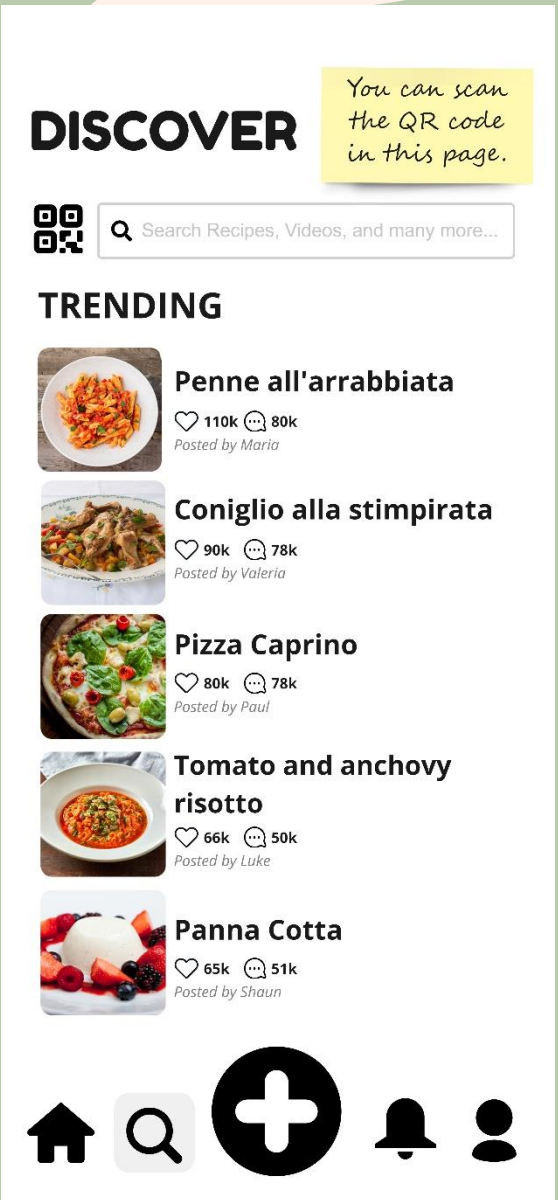 DISCOVER
You can scan
the QR code
in this page.
Search Recipes, Videos, and many more...
TRENDING
Penne all'arrabbiata
110k 80k
Posted by Maria
Coniglio alla stimpirata
90k 78k
Posted by Valeria
Pizza Caprino
80k 78k
Posted by Paul
Tomato and anchovy
risotto
66k 50k
Posted by Luke
Panna Cotta
65k 51k
Posted by Shaun